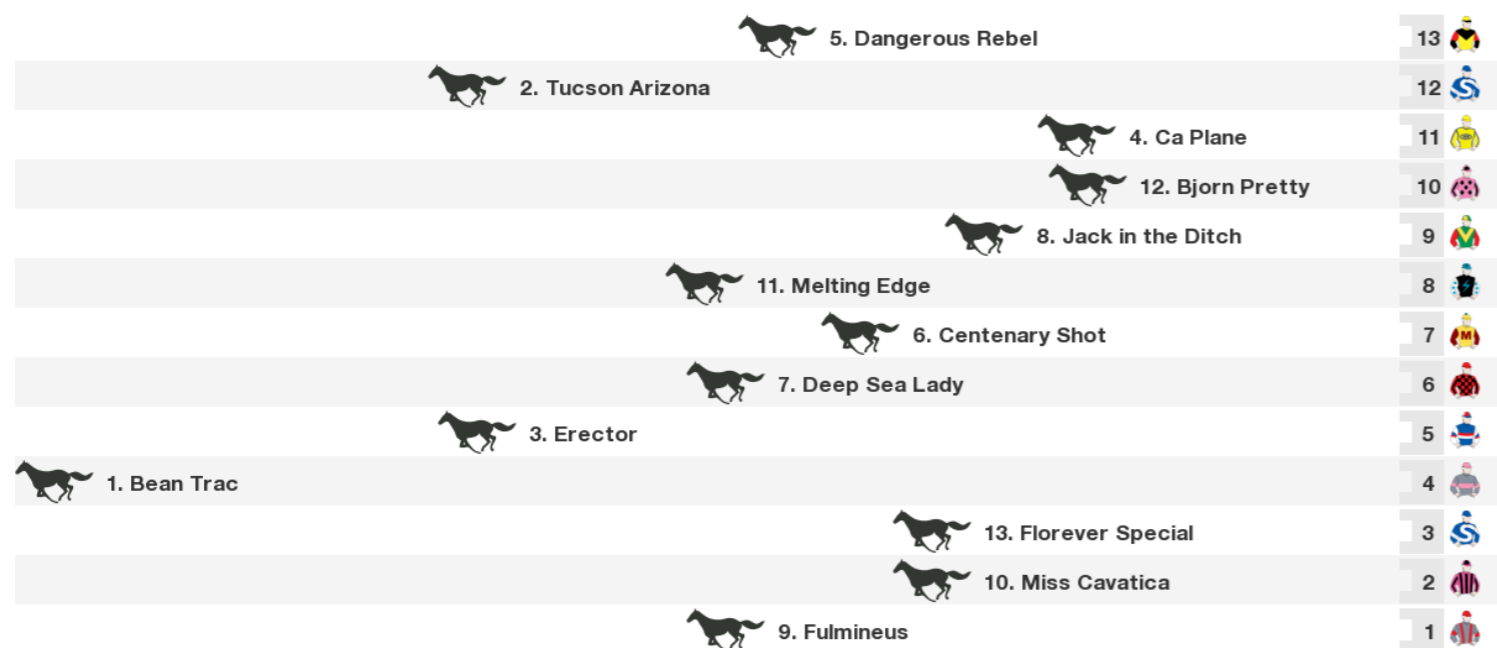 5. Dangerous Rebel 13
2. Tucson Arizona 12 S
4. Ca Plane 11
12. Bjorn Pretty 10
8. Jack in the Ditch 9
11. Melting Edge 8
6. Centenary Shot 7 M
7. Deep Sea Lady 6
3. Erector 5
1. Bean Trac 4
13. Florever Special 3 S
10. Miss Cavatica 2
9. Fulmineus 1